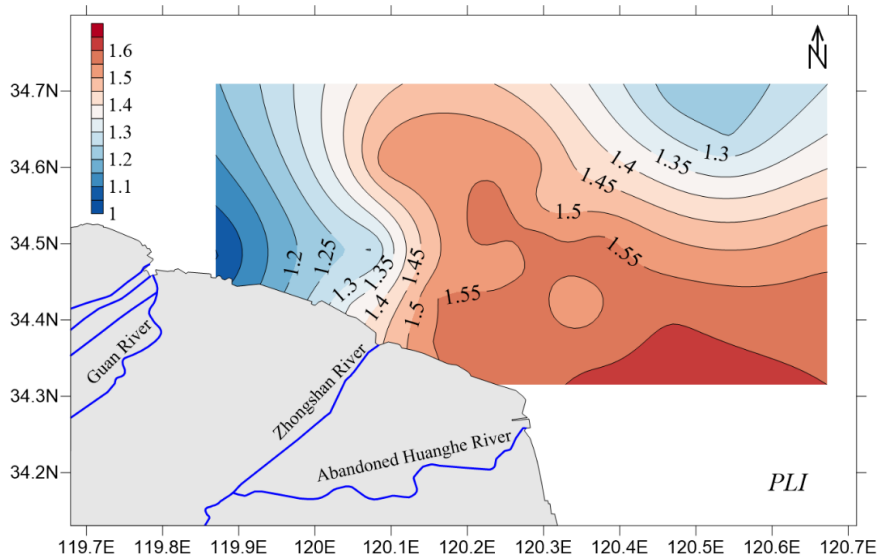 N
34.7N
34.6N
34.5N
34.4N
34.3N
34.2N
1.6
1.5
1.4
1.3
1.2
1.1
1
1.4
1.35
1.3
1.45
1.5
1.55
1.2
1.25
1.3
1.35
1.4
1.45
1.5
1.55
Guan River
Zhongshan River
Abandoned Huanghe River
PLI
119.7E 119.8E 119.9E 120E 120.1E 120.2E 120.3E 120.4E 120.5E 120.6E 120.7E